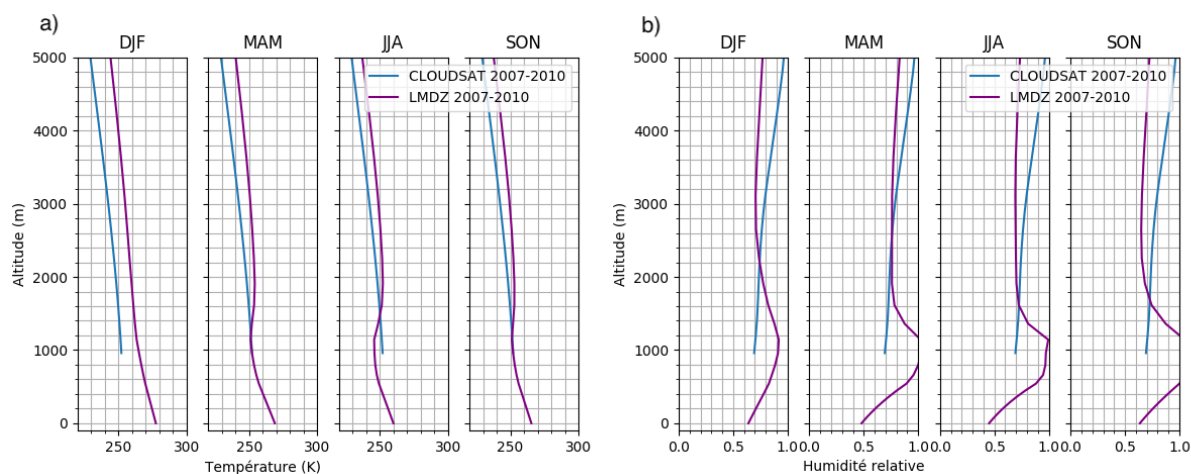 a)
DJF
MAM
JJA
SON
CLOUDSAT 2007-2010
LMDZ 2007-2010
5000
4000
3000
2000
1000
0
Altitude (m)
250
300
250
300
250
300
250
300
Température (K)
b)
DJF
MAM
JJA
SON
CLOUDSAT 2007-2010
LMDZ 2007-2010
5000
4000
3000
2000
1000
0
Altitude (m)
0.0
0.5
1.0
0.0
0.5
1.0
0.0
0.5
1.0
0.0
0.5
1.0
Humidité relative